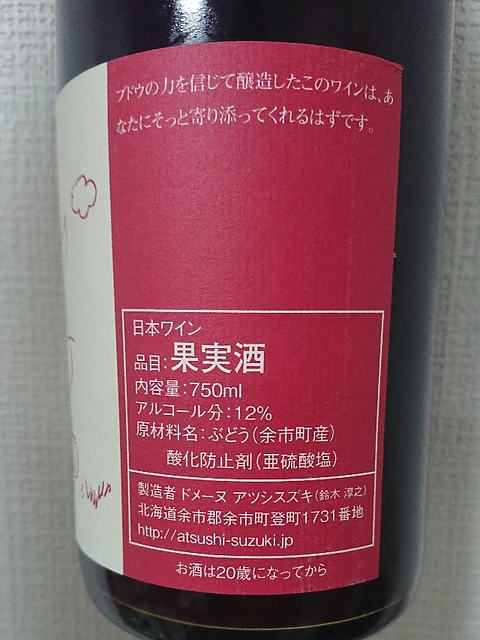 ブドウの力を信じて醸造したこのワインは、あ
なたにそっと寄り添ってくれるはずです。
日本ワイン
品目:果実酒
内容量:750ml
アルコール分:12%
原材料名:ぶどう(余市町産)
酸化防止剤(亜硫酸塩)
製造者 ドメーヌ アツシスズキ(鈴木 淳之)
北海道余市郡余市町登町1731番地
http://atsushi-suzuki.jp
お酒は20歳になってから